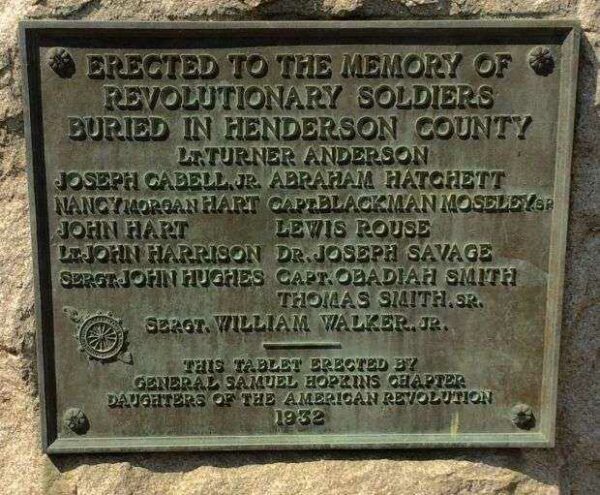 ERECTED TO THE MEMORY OF
REVOLUTIONARY SOLDIERS
BURIED IN HENDERSON COUNTY
LT. TURNER ANDERSON
JOSEPH CABELL, JR. ABRAHAM HATCHETT
NANCY MORGAN HART CAPT. BLACKMAN MOSELEY, SR
JOHN HART LEWIS ROUSE
LT. JOHN HARRISON DR. JOSEPH SAVAGE
SERGT. JOHN HUGHES CAPT. OBADIAH SMITH
THOMAS SMITH, SR.
SERGT. WILLIAM WALKER, JR.
THIS TABLET ERECTED BY
GENERAL SAMUEL HOPKINS CHAPTER
DAUGHTERS OF THE AMERICAN REVOLUTION
1932